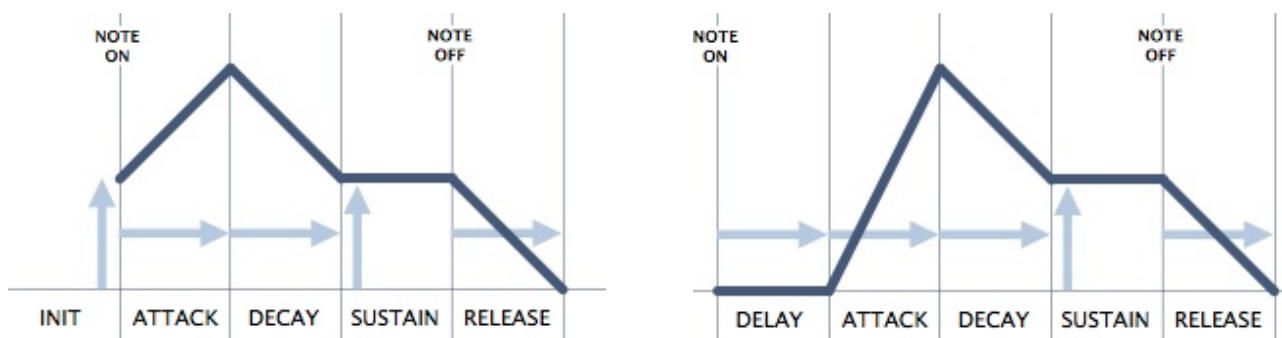 NOTE
ON
NOTE
OFF
INIT ATTACK DECAY SUSTAIN RELEASE
NOTE
ON
NOTE
OFF
DELAY ATTACK DECAY SUSTAIN RELEASE